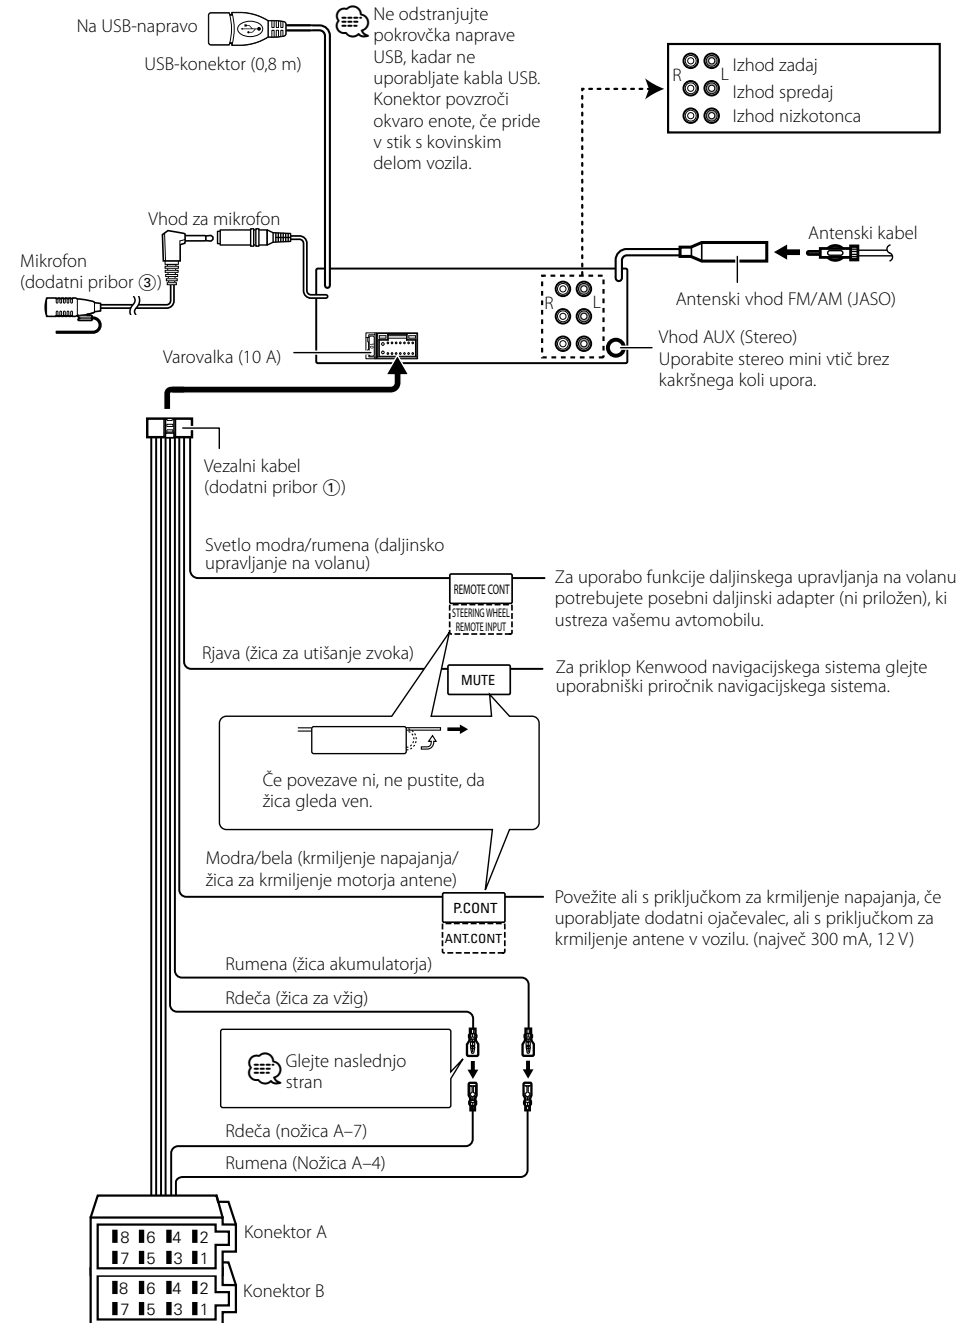 Na USB-napravo
USB-konektor (0,8 m)
Ne odstranjujte
pokrovčka naprave
USB, kadar ne
uporabljate kabla USB.
Konektor povzroči
okvaro enote, če pride
v stik s kovinskim
delom vozila.
R
L
Izhod zadaj
Izhod spredaj
Izhod nizkotonca
Vhod za mikrofon
Mikrofon
(dodatni pribor ③)
Antenski kabel
Antenski vhod FM/AM (JASO)
R
L
Varovalka (10 A)
Vhod AUX (Stereo)
Uporabite stereo mini vtič brez
kakršnega koli upora.
Vezalni kabel
(dodatni pribor ①)
Svetlo modra/rumena (daljinsko
upravljanje na volanu)
REMOTE CONT
STEERING WHEEL
REMOTE INPUT
Za uporabo funkcije daljinskega upravljanja na volanu
potrebujete posebni daljinski adapter (ni priložen), ki
ustreza vašemu avtomobilu.
Rjava (žica za utišanje zvoka)
MUTE
Za priklop Kenwood navigacijskega sistema glejte
uporabniški priročnik navigacijskega sistema.
Če povezave ni, ne pustite, da
žica gleda ven.
Modra/bela (krmiljenje napajanja/
žica za krmiljenje motorja antene)
P.CONT
ANT.CONT
Povežite ali s priključkom za krmiljenje napajanja, če
uporabljate dodatni ojačevalec, ali s priključkom za
krmiljenje antene v vozilu. (največ 300 mA, 12 V)
Rumena (žica akumulatorja)
Rdeča (žica za vžig)
Glejte naslednjo
stran
Rdeča (nožica A–7)
Rumena (Nožica A–4)
Konektor A
8 6 4 2
7 5 3 1
Konektor B
8 6 4 2
7 5 3 1